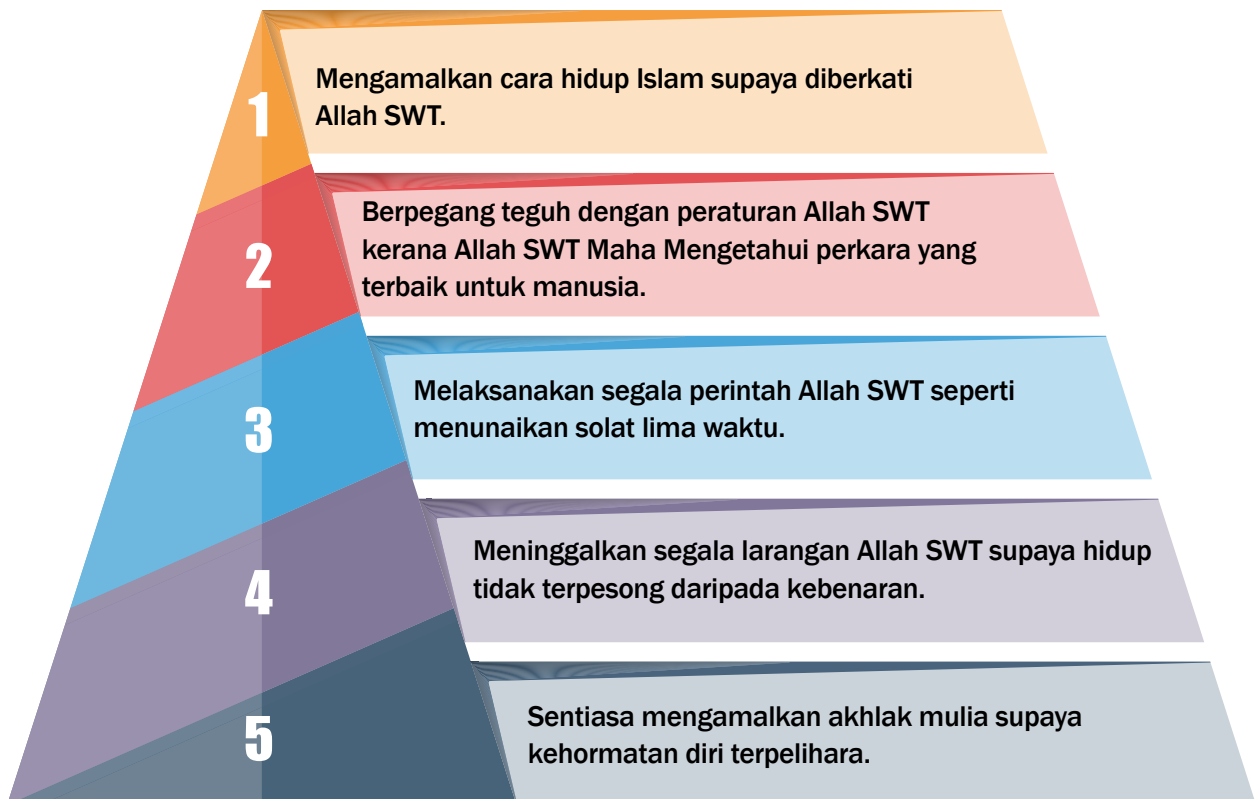 1
Mengamalkan cara hidup Islam supaya diberkati
Allah SWT.
2
Berpegang teguh dengan peraturan Allah SWT
kerana Allah SWT Maha Mengetahui perkara yang
terbaik untuk manusia.
3
Melaksanakan segala perintah Allah SWT seperti
menunaikan solat lima waktu.
4
Meninggalkan segala larangan Allah SWT supaya hidup
tidak terpesong daripada kebenaran.
5
Sentiasa mengamalkan akhlak mulia supaya
kehormatan diri terpelihara.